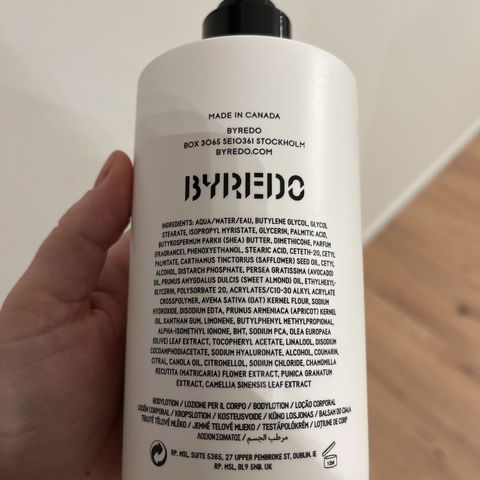 MADE IN CANADA
BYREDO
BOX 3065 SE10361 STOCKHOLM
BYREDO.COM
BYREDO
INGREDIENTS: AQUA/WATER/EAU, BUTYLENE GLYCOL, GLYCOL
STEARATE, ISOPROPYL MYRISTATE, GLYCERIN, PALMITIC ACID,
BUTYROSPERMUM PARKII (SHEA) BUTTER, DIMETHICONE, PARFUM
(FRAGRANCE), PHENOXYETHANOL, STEARIC ACID, CETETH-20, CETYL
PALMITATE, CARTHAMUS TINCTORIUS (SAFFLOWER) SEED OIL, CETYL
ALCOHOL, DISTARCH PHOSPHATE, PERSEA GRATISSIMA (AVOCADO)
OIL, PRUNUS AMYGDALUS DULCIS (SWEET ALMOND) OIL, ETHYLHEXYL-
GLYCERIN, POLYSORBATE 20, ACRYLATES/C10-30 ALKYL ACRYLATE
CROSSPOLYMER, AVENA SATIVA (OAT) KERNEL FLOUR, SODIUM
HYDROXIDE, DISODIUM EDTA, PRUNUS ARMENIACA (APRICOT) KERNEL
OIL, XANTHAN GUM, LIMONENE, BUTYLPHENYL METHYLPROPIONAL,
ALPHA-ISOMETHYL IONONE, BHT, SODIUM PCA, OLEA EUROPAEA
(OLIVE) LEAF EXTRACT, TOCOPHERYL ACETATE, LINALOOL, DISODIUM
COCOAMPHODIACETATE, SODIUM HYALURONATE, ALCOHOL, COUMARIN,
CITRAL, CANOLA OIL, CITRONELLOL, SODIUM CHLORIDE, CHAMOMILLA
RECUTITA (MATRICARIA) FLOWER EXTRACT, PUNICA GRANATUM
EXTRACT, CAMELLIA SINENSIS LEAF EXTRACT
BODYLOTION / LOZIONE PER IL CORPO / BODYLOTION / LOÇÃO CORPORAL
LOCIÓN CORPORAL / KROPSLOTION / KOSTEUSVOIDE / KŪNO LOSJONAS / BALSAM DO CIAŁA
TEKUTÉ TĚLOVÉ MLÉKO / JEMNÉ TELOVÉ MLIEKO / TESTÁPOLÓKRÉM / LOȚIUNE DE CORP
ΛΟΣΙΟΝ ΣΩΜΑΤΟΣ / مرطب الجسم
RP. MSL, SUITE 5385, 27 UPPER PEMBROKE ST. DUBLIN. IE
RP. MSL, BL9 5NB. UK
12M